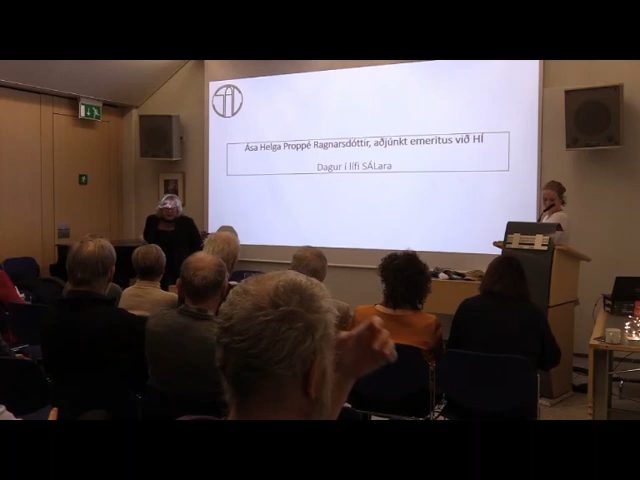 Ása Helga Proppé Ragnarsdóttir, aðjúnkt emeritus við HÍ
Dagur í lífi SÁLara